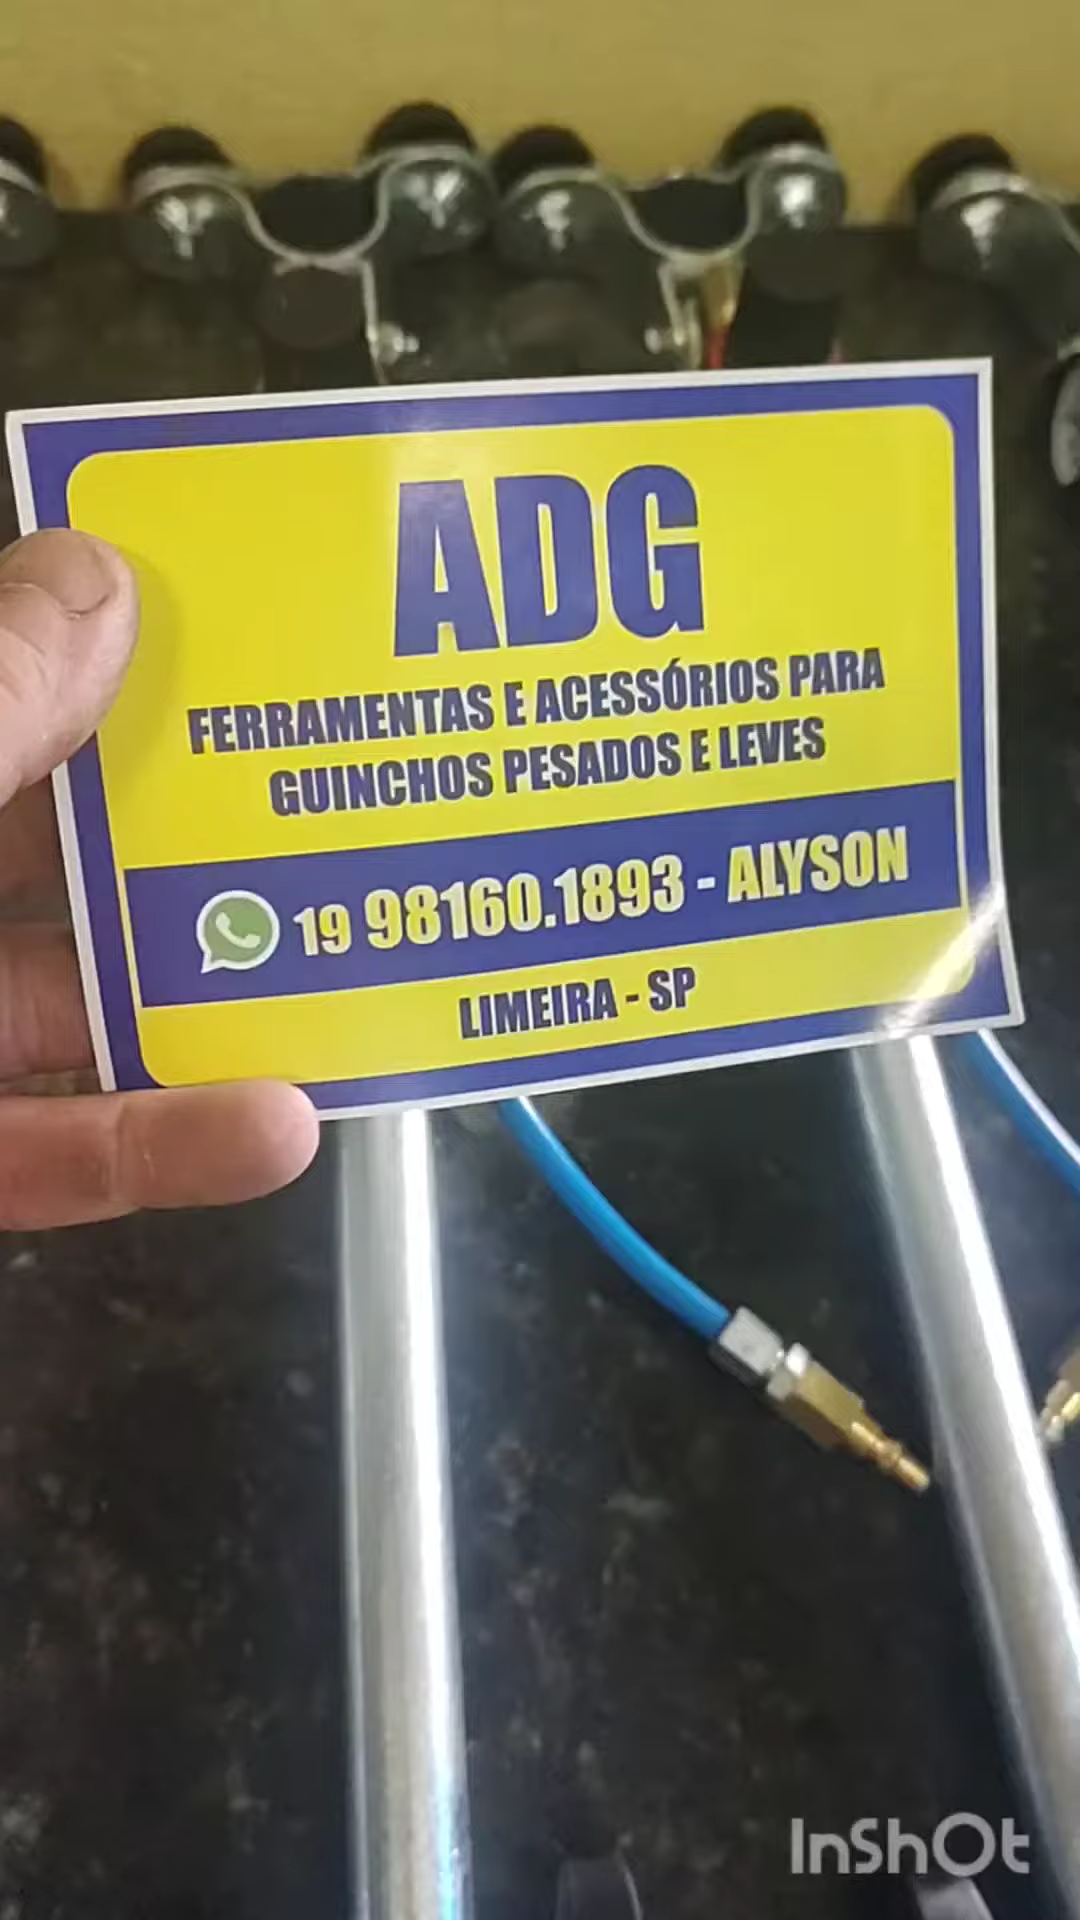 ADG
FERRAMENTAS E ACESSÓRIOS PARA
GUINCHOS PESADOS E LEVES
19 98160.1893 - ALYSON
LIMEIRA - SP
InShOt